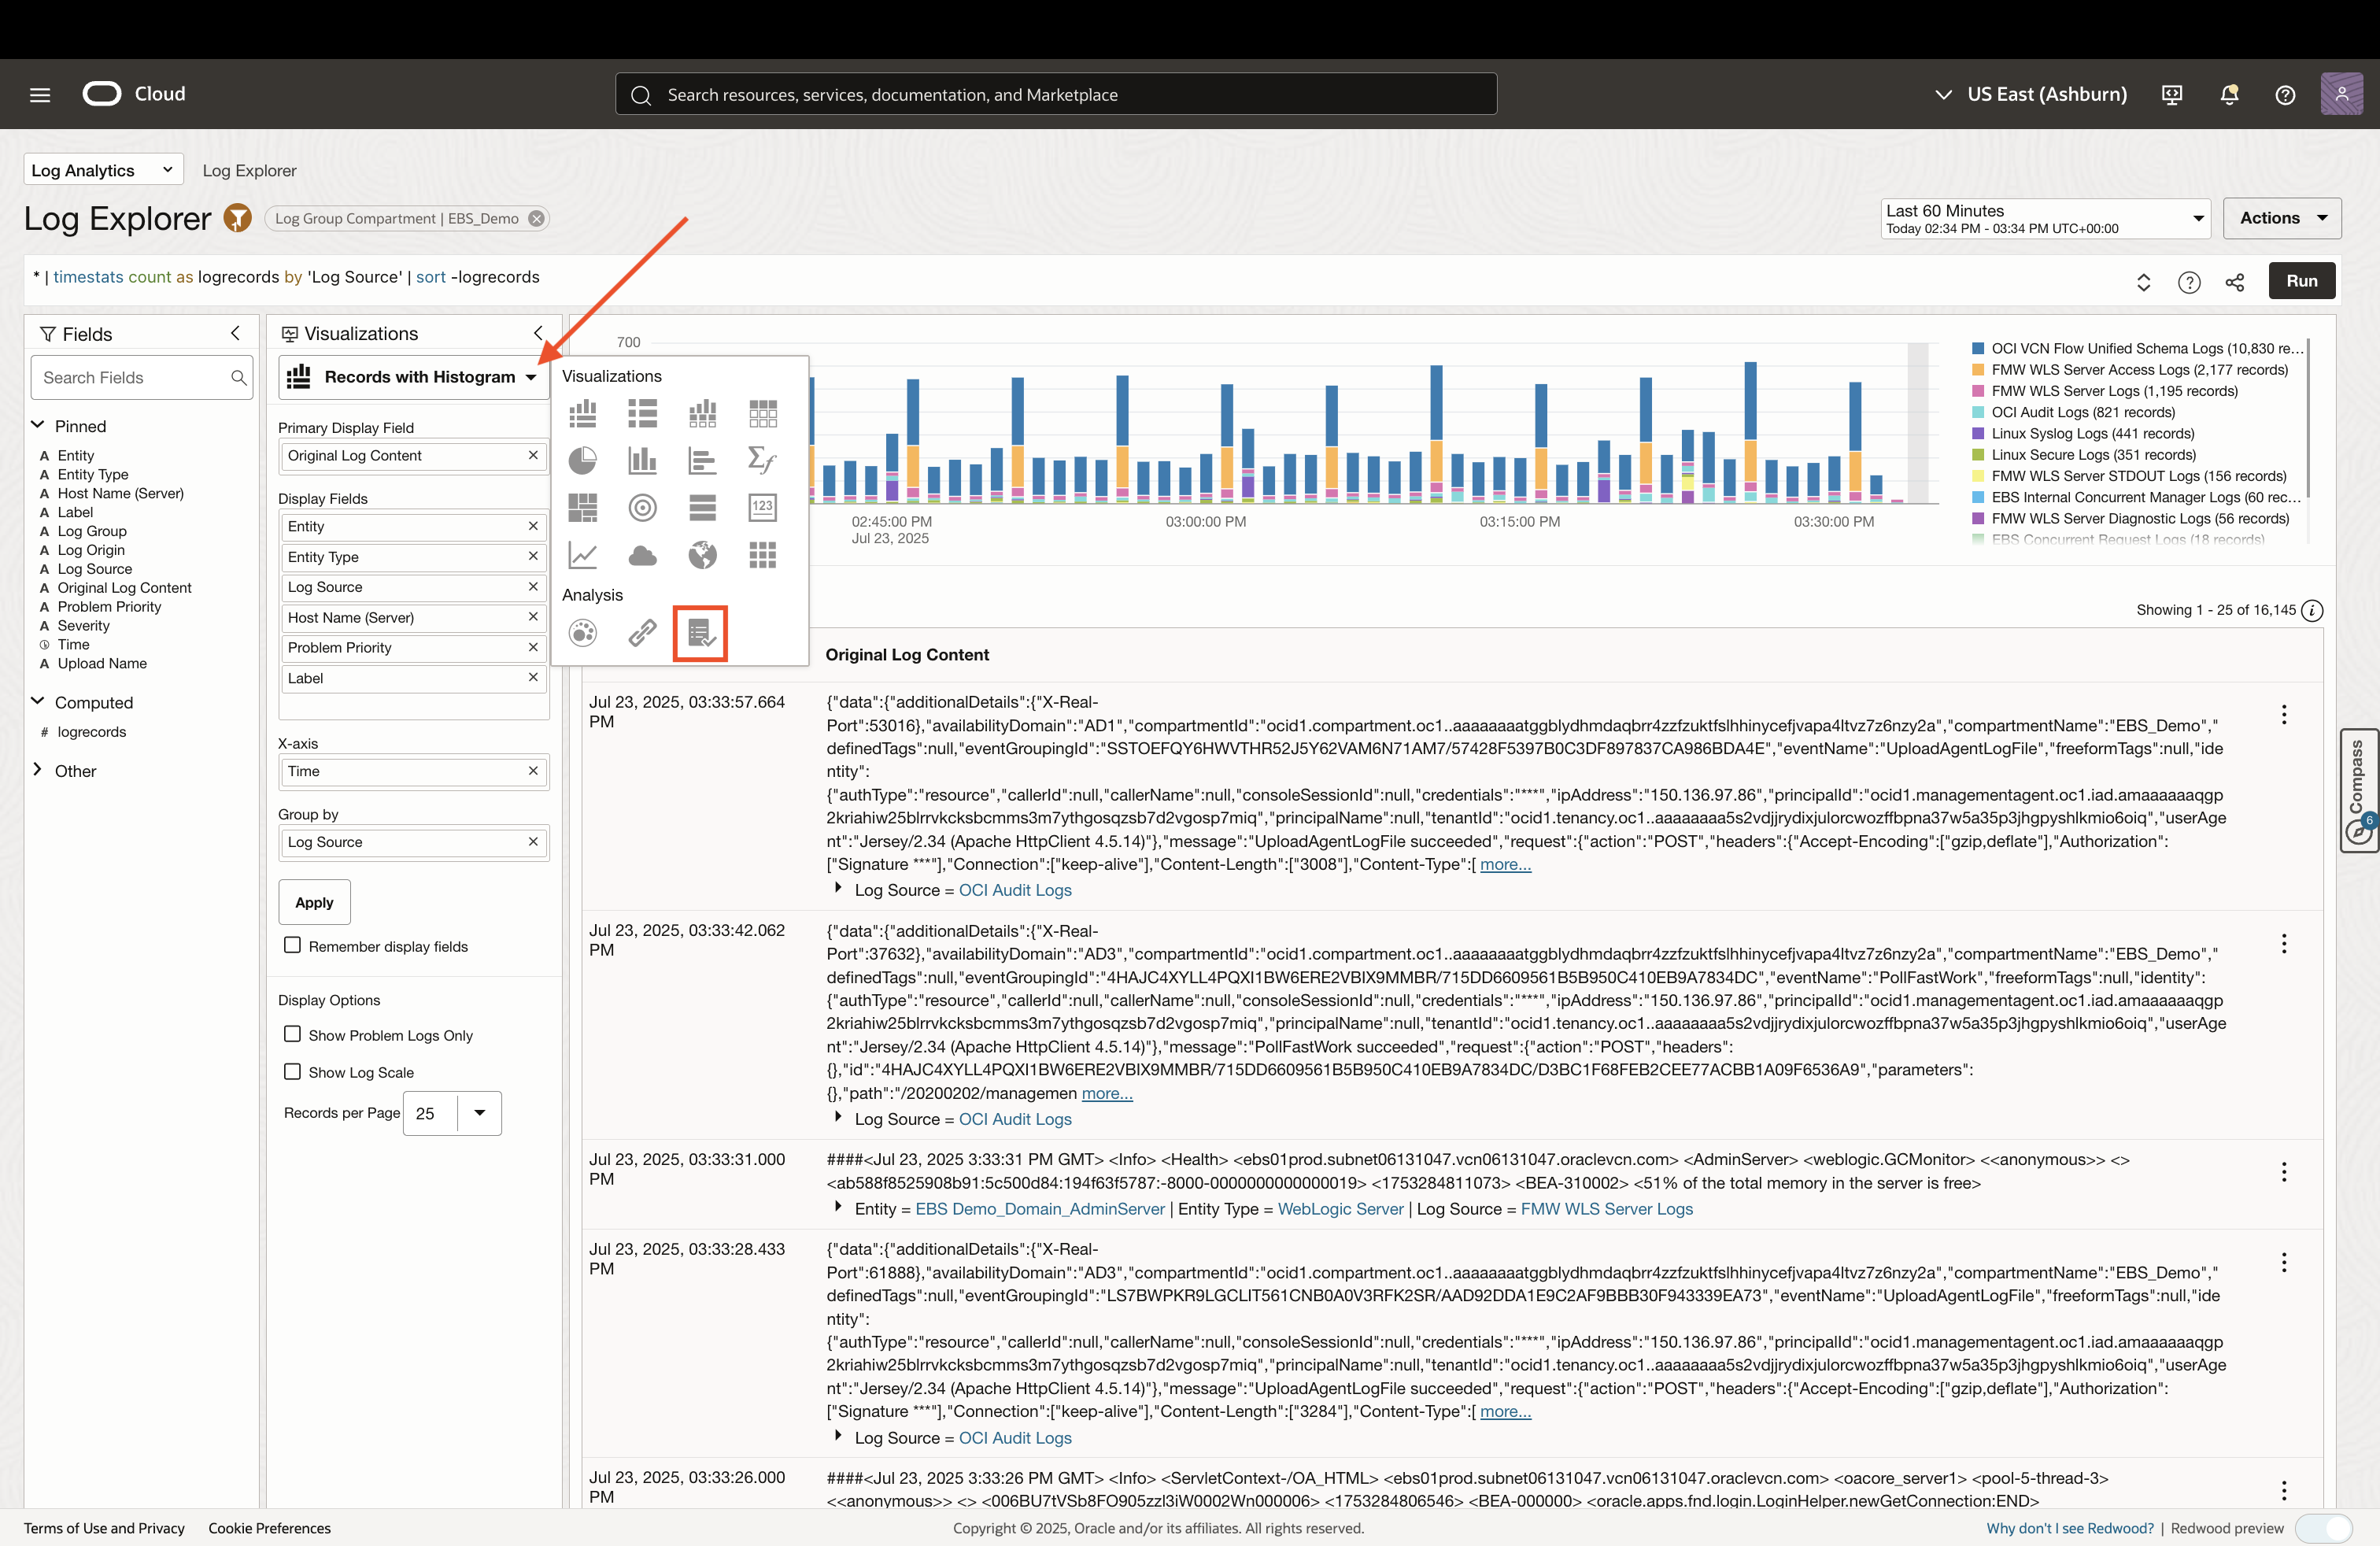 Cloud
Search resources, services, documentation, and Marketplace
US East (Ashburn)
Log Analytics
Log Explorer
Log Explorer
Log Group Compartment | EBS_Demo
Last 60 Minutes
Today 02:34 PM - 03:34 PM UTC+00:00
Actions
* | timestats count as logrecords by 'Log Source' | sort -logrecords
Run
Fields
Search Fields
Pinned
A Entity
A Entity Type
A Host Name (Server)
A Label
A Log Group
A Log Origin
A Log Source
A Original Log Content
A Problem Priority
A Severity
Time
A Upload Name
Computed
# logrecords
Other
Visualizations
Records with Histogram
Primary Display Field
Original Log Content
Display Fields
Entity
Entity Type
Log Source
Host Name (Server)
Problem Priority
Label
X-axis
Time
Group by
Log Source
Apply
Remember display fields
Display Options
Show Problem Logs Only
Show Log Scale
Records per Page 25
Visualizations
123
Analysis
700
02:45:00 PM
Jul 23, 2025
03:00:00 PM
03:15:00 PM
03:30:00 PM
OCI VCN Flow Unified Schema Logs (10,830 re...
FMW WLS Server Access Logs (2,177 records)
FMW WLS Server Logs (1,195 records)
OCI Audit Logs (821 records)
Linux Syslog Logs (441 records)
Linux Secure Logs (351 records)
FMW WLS Server STDOUT Logs (156 records)
EBS Internal Concurrent Manager Logs (60 rec...
FMW WLS Server Diagnostic Logs (56 records)
EBS Concurrent Request Logs (18 records)
Showing 1 - 25 of 16,145
Original Log Content
Jul 23, 2025, 03:33:57.664
PM
{"data":{"additionalDetails":{"X-Real-
Port":53016},"availabilityDomain":"AD1","compartmentId":"ocid1.compartment.oc1..aaaaaaaatggblydhmdaqbrr4zzfzuktfslhhinycefjvapa4ltvz7z6nzy2a","compartmentName":"EBS_Demo","
definedTags":null,"eventGroupingId":"SSTOEFQY6HWVTHR52J5Y62VAM6N71AM7/57428F5397B0C3DF897837CA986BDA4E","eventName":"UploadAgentLogFile","freeformTags":null,"ide
ntity":
{"authType":"resource","callerId":null,"callerName":null,"consoleSessionId":null,"credentials":"***","ipAddress":"150.136.97.86","principalId":"ocid1.managementagent.oc1.iad.amaaaaaaqgp
2kriahiw25blrrvkcksbcmms3m7ythgosqzsb7d2vgosp7miq","principalName":null,"tenantId":"ocid1.tenancy.oc1..aaaaaaaa5s2vdjjrydixjulorcwozffbpna37w5a35p3jhgpyshlkmio6oiq","userAge
nt":"Jersey/2.34 (Apache HttpClient 4.5.14)"},"message":"UploadAgentLogFile succeeded","request":{"action":"POST","headers":{"Accept-Encoding":["gzip,deflate"],"Authorization":
["Signature ***"],"Connection":["keep-alive"],"Content-Length":["3008"],"Content-Type":[ more...
Log Source = OCI Audit Logs
Jul 23, 2025, 03:33:42.062
PM
{"data":{"additionalDetails":{"X-Real-
Port":37632},"availabilityDomain":"AD3","compartmentId":"ocid1.compartment.oc1..aaaaaaaatggblydhmdaqbrr4zzfzuktfslhhinycefjvapa4ltvz7z6nzy2a","compartmentName":"EBS_Demo","
definedTags":null,"eventGroupingId":"4HAJC4XYLL4PQXI1BW6ERE2VBIX9MMBR/715DD6609561B5B950C410EB9A7834DC","eventName":"PollFastWork","freeformTags":null,"identity":
{"authType":"resource","callerId":null,"callerName":null,"consoleSessionId":null,"credentials":"***","ipAddress":"150.136.97.86","principalId":"ocid1.managementagent.oc1.iad.amaaaaaaqgp
2kriahiw25blrrvkcksbcmms3m7ythgosqzsb7d2vgosp7miq","principalName":null,"tenantId":"ocid1.tenancy.oc1..aaaaaaaa5s2vdjjrydixjulorcwozffbpna37w5a35p3jhgpyshlkmio6oiq","userAge
nt":"Jersey/2.34 (Apache HttpClient 4.5.14)"},"message":"PollFastWork succeeded","request":{"action":"POST","headers":
{},"id":"4HAJC4XYLL4PQXI1BW6ERE2VBIX9MMBR/715DD6609561B5B950C410EB9A7834DC/D3BC1F68FEB2CEE77ACBB1A09F6536A9","parameters":
{},"path":"/20200202/managemen more...
Log Source = OCI Audit Logs
Jul 23, 2025, 03:33:31.000
PM
####<Jul 23, 2025 3:33:31 PM GMT> <Info> <Health> <ebs01prod.subnet06131047.vcn06131047.oraclevcn.com> <AdminServer> <weblogic.GCMonitor> <<anonymous>> <>
<ab588f8525908b91:5c500d84:194f63f5787:-8000-0000000000000019> <1753284811073> <BEA-310002> <51% of the total memory in the server is free>
Entity = EBS Demo_Domain_AdminServer | Entity Type = WebLogic Server | Log Source = FMW WLS Server Logs
Jul 23, 2025, 03:33:28.433
PM
{"data":{"additionalDetails":{"X-Real-
Port":61888},"availabilityDomain":"AD3","compartmentId":"ocid1.compartment.oc1..aaaaaaaatggblydhmdaqbrr4zzfzuktfslhhinycefjvapa4ltvz7z6nzy2a","compartmentName":"EBS_Demo","
definedTags":null,"eventGroupingId":"LS7BWPKR9LGCLIT561CNB0A0V3RFK2SR/AAD92DDA1E9C2AF9BBB30F943339EA73","eventName":"UploadAgentLogFile","freeformTags":null,"ide
ntity":
{"authType":"resource","callerId":null,"callerName":null,"consoleSessionId":null,"credentials":"***","ipAddress":"150.136.97.86","principalId":"ocid1.managementagent.oc1.iad.amaaaaaaqgp
2kriahiw25blrrvkcksbcmms3m7ythgosqzsb7d2vgosp7miq","principalName":null,"tenantId":"ocid1.tenancy.oc1..aaaaaaaa5s2vdjjrydixjulorcwozffbpna37w5a35p3jhgpyshlkmio6oiq","userAge
nt":"Jersey/2.34 (Apache HttpClient 4.5.14)"},"message":"UploadAgentLogFile succeeded","request":{"action":"POST","headers":{"Accept-Encoding":["gzip,deflate"],"Authorization":
["Signature ***"],"Connection":["keep-alive"],"Content-Length":["3284"],"Content-Type":[ more...
Log Source = OCI Audit Logs
Jul 23, 2025, 03:33:26.000
PM
####<Jul 23, 2025 3:33:26 PM GMT> <Info> <ServletContext-/OA_HTML> <ebs01prod.subnet06131047.vcn06131047.oraclevcn.com> <oacore_server1> <pool-5-thread-3>
<<anonymous>> <> <006BU7tVSb8FO905zzl3iW0002Wn000006> <1753284806546> <BEA-000000> <oracle.apps.fnd.login.LoginHelper.newGetConnection:END>
Compass
6
Terms of Use and Privacy
Cookie Preferences
Copyright © 2025, Oracle and/or its affiliates. All rights reserved.
Why don't I see Redwood? | Redwood preview